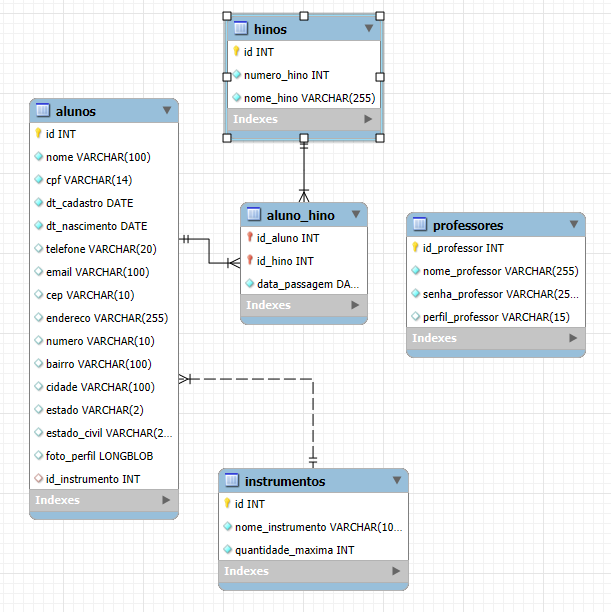 hinos
id INT
numero_hino INT
nome_hino VARCHAR(255)
Indexes
alunos
id INT
nome VARCHAR(100)
cpf VARCHAR(14)
dt_cadastro DATE
dt_nascimento DATE
telefone VARCHAR(20)
email VARCHAR(100)
cep VARCHAR(10)
endereco VARCHAR(255)
numero VARCHAR(10)
bairro VARCHAR(100)
cidade VARCHAR(100)
estado VARCHAR(2)
estado_civil VARCHAR(2...
foto_perfil LONGBLOB
id_instrumento INT
Indexes
aluno_hino
id_aluno INT
id_hino INT
data_passagem DA...
Indexes
professores
id_professor INT
nome_professor VARCHAR(255)
senha_professor VARCHAR(25...
perfil_professor VARCHAR(15)
Indexes
instrumentos
id INT
nome_instrumento VARCHAR(10...
quantidade_maxima INT
Indexes